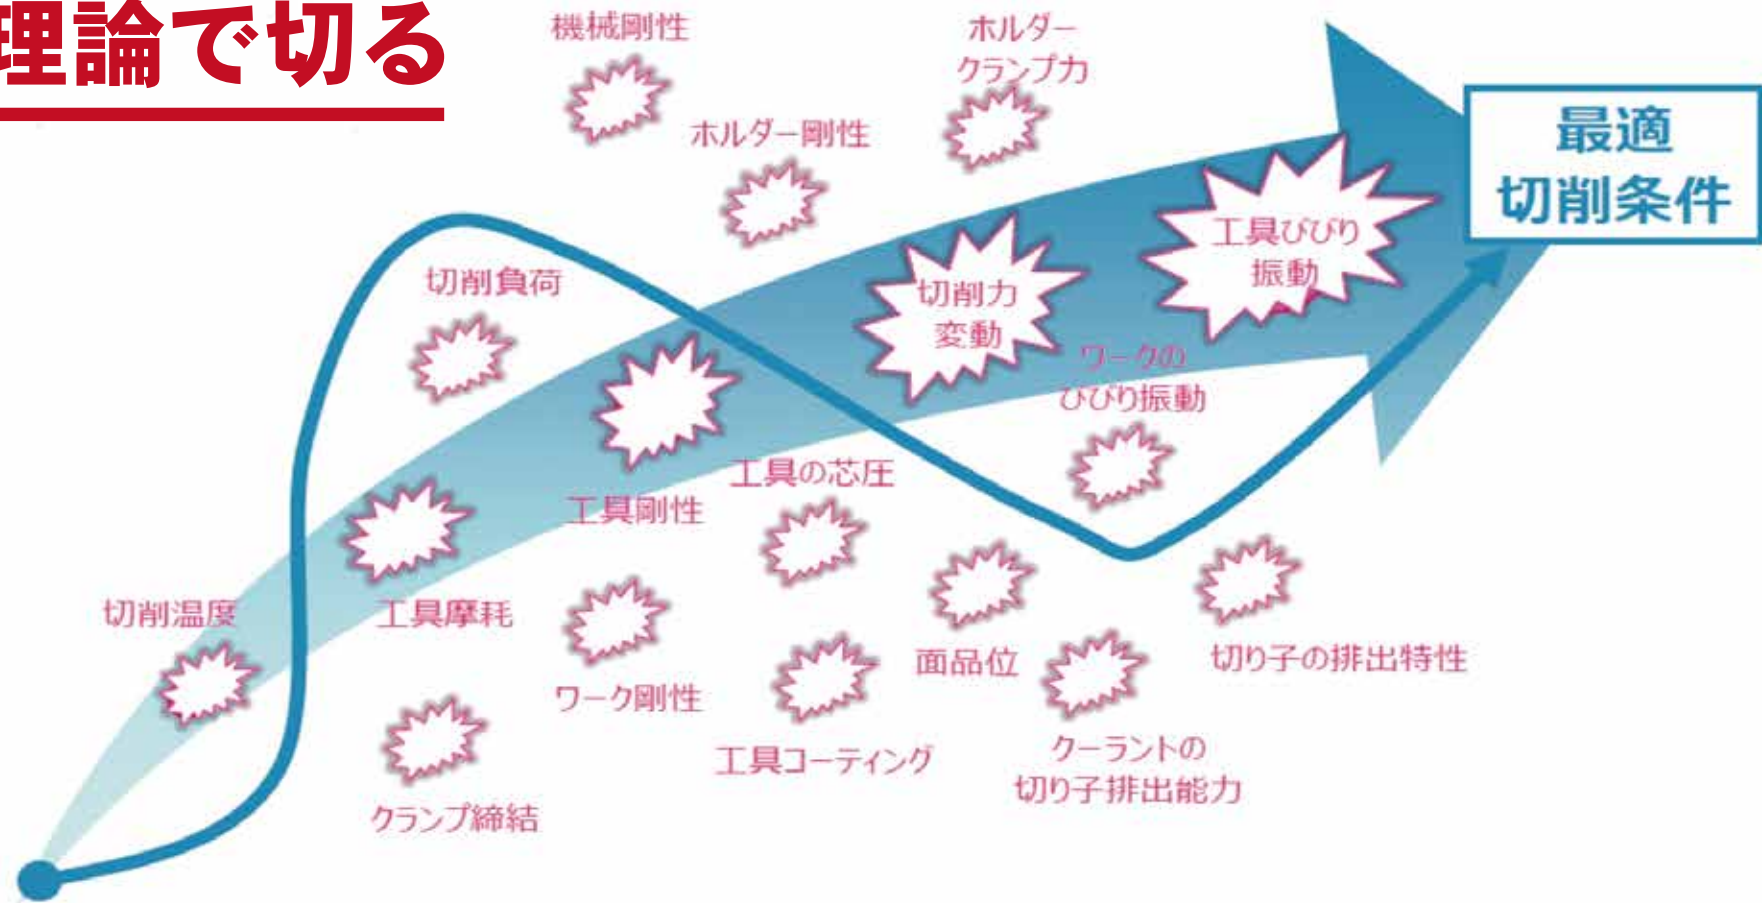 理論で切る
機械剛性
ホルダー
クランプ力
ホルダー剛性
最適
切削条件
工具びびり
振動
切削負荷
切削力
変動
ワークの
びびり振動
工具の芯圧
工具剛性
切削温度
工具摩耗
面品位
切り子の排出特性
ワーク剛性
工具コーティング
クーラントの
切り子排出能力
クランプ締結